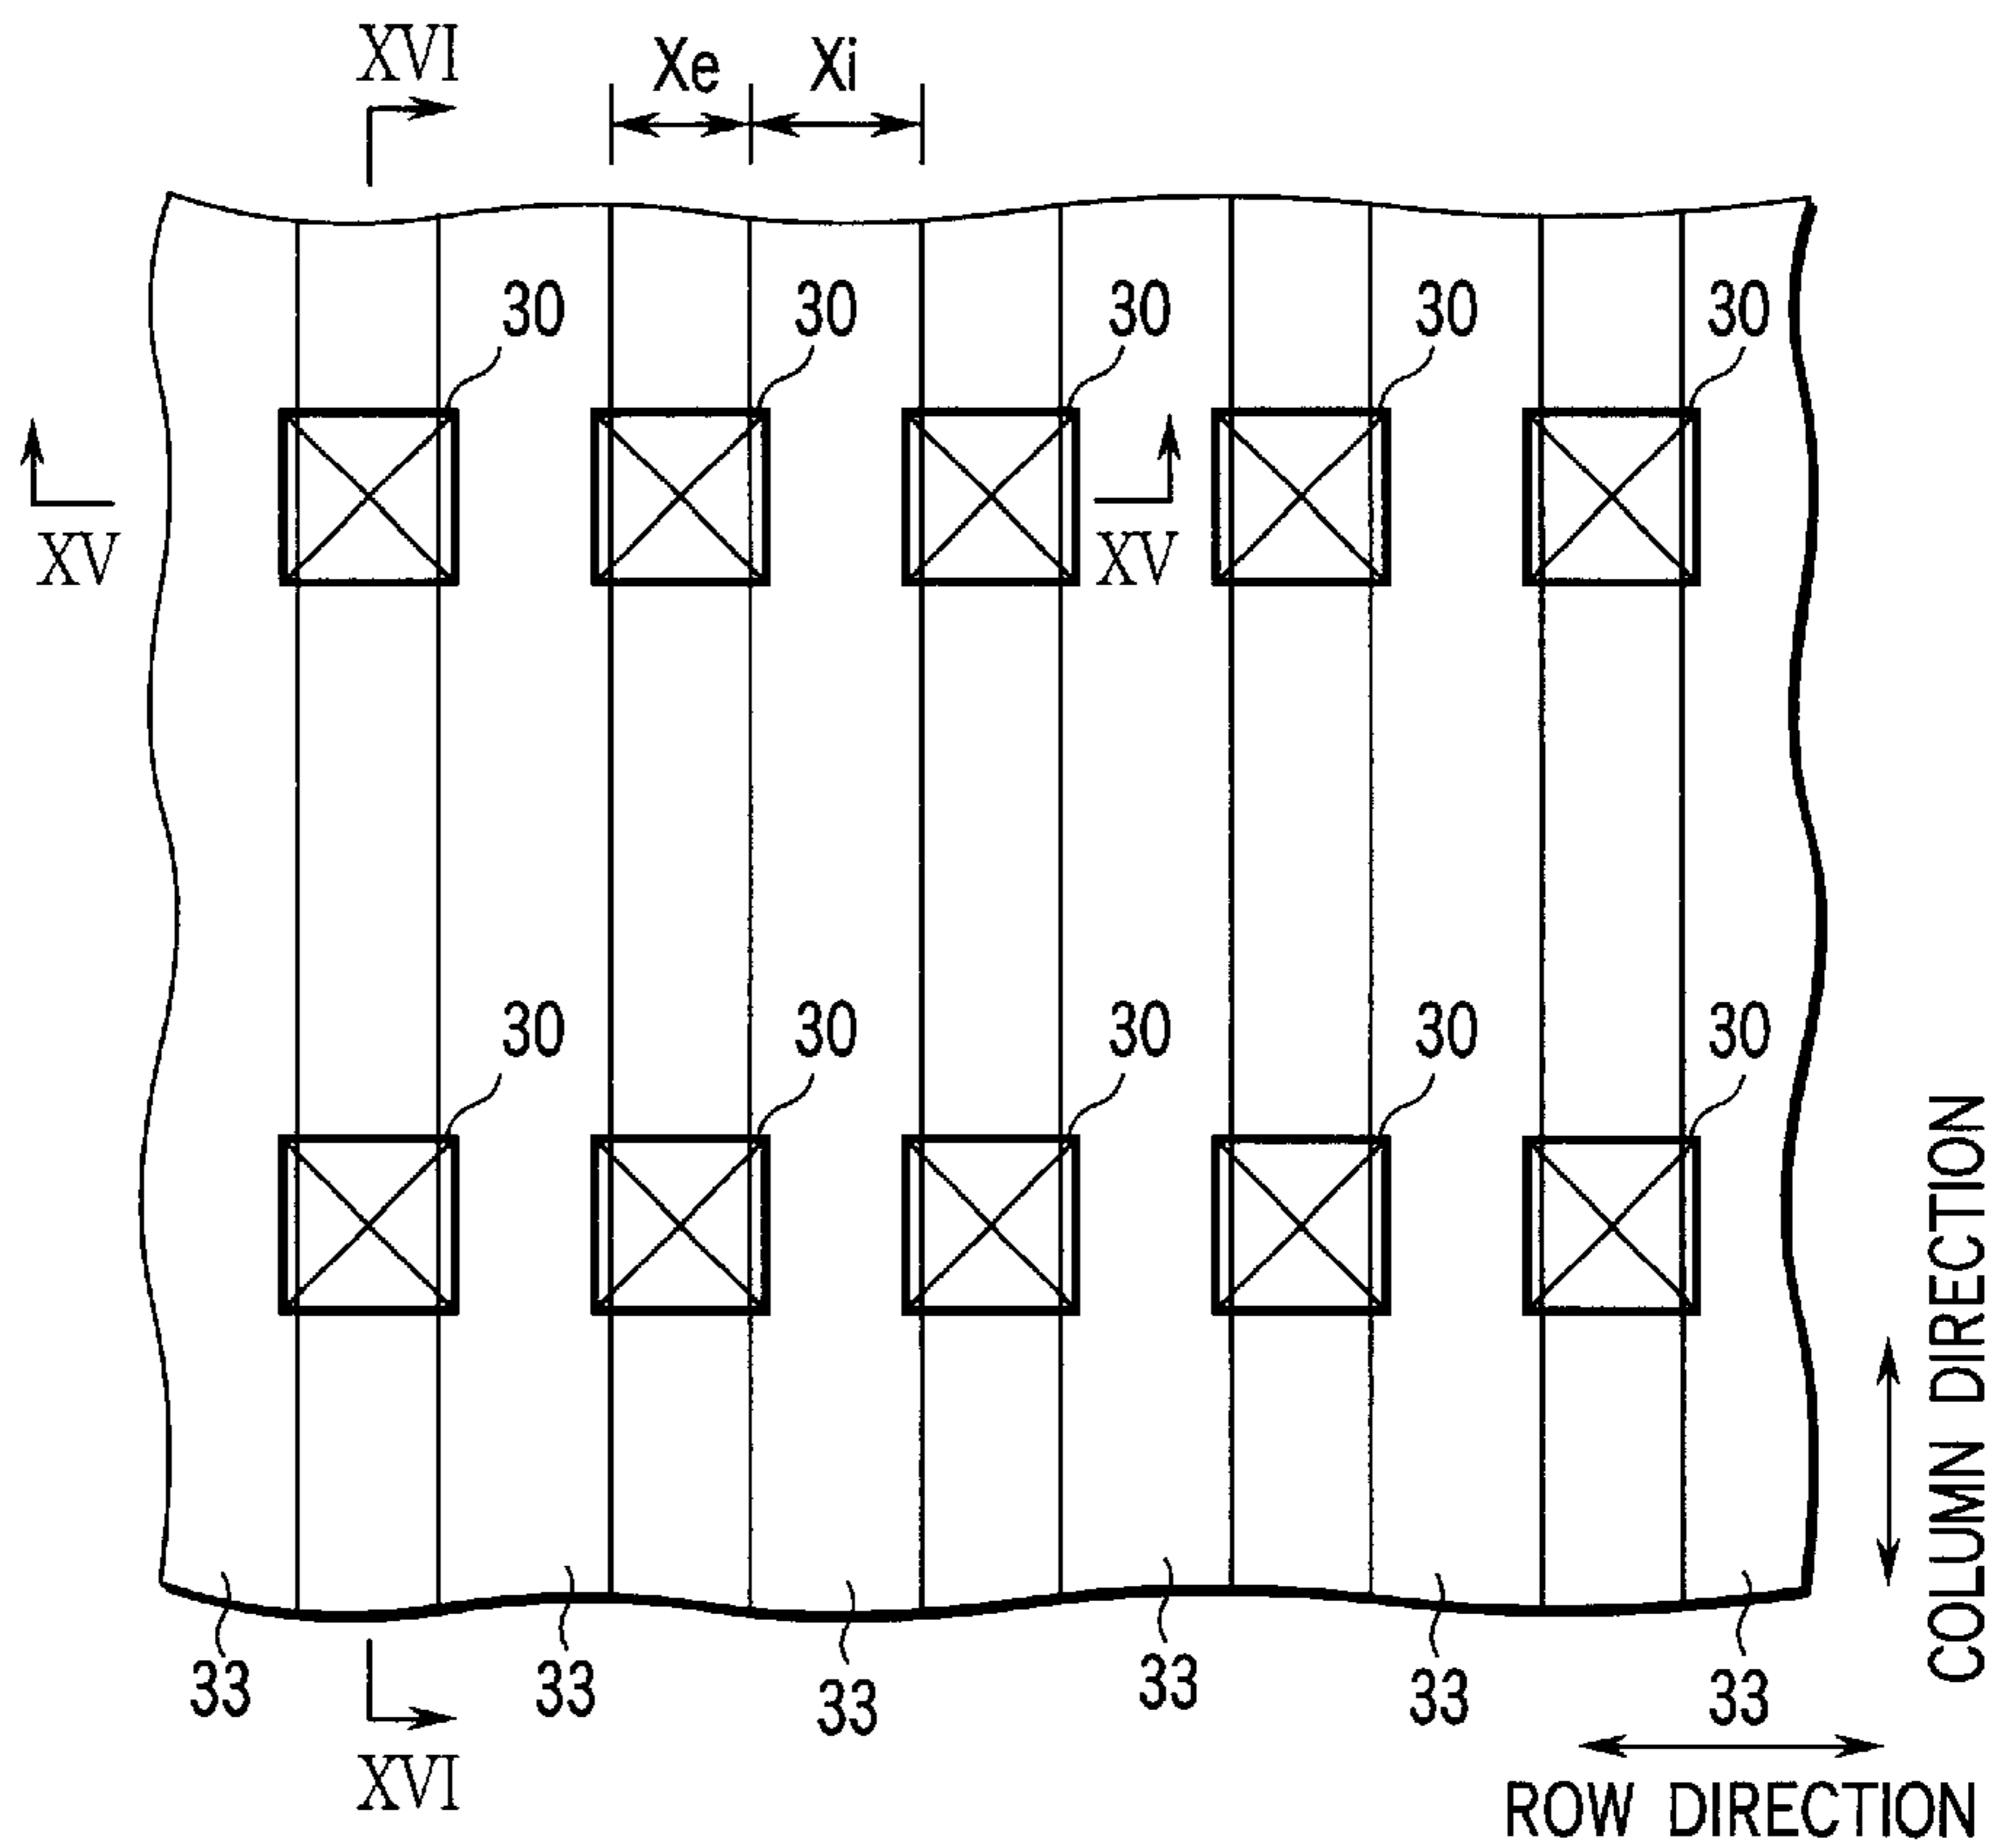 XVI
Xe Xi
30 30 30 30 30
XV XV
30 30 30 30 30
COLUMN DIRECTION
33 33 33 33 33 33
XVI
ROW DIRECTION